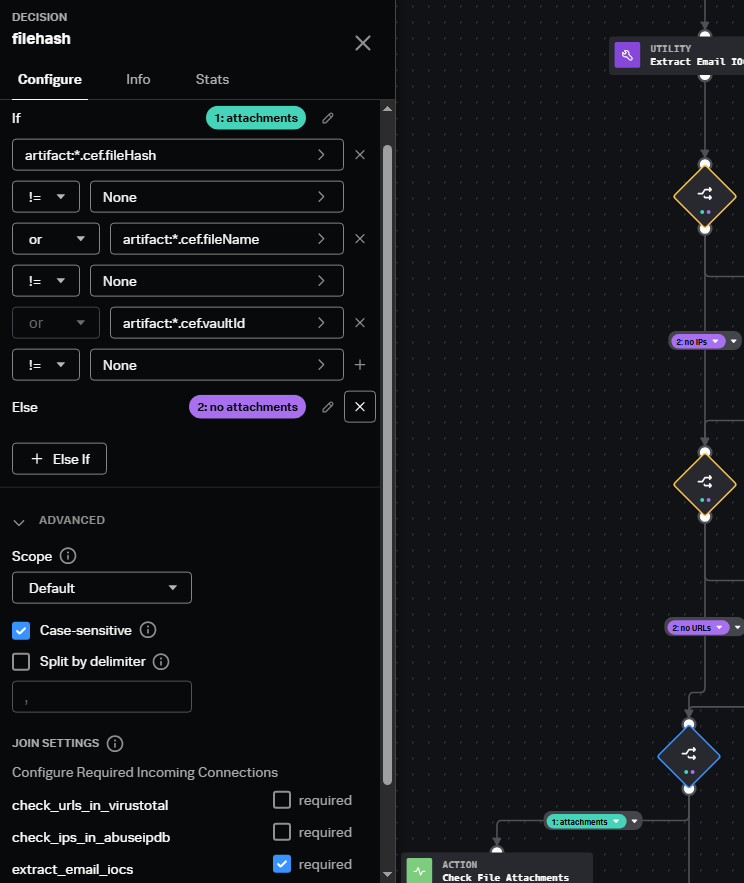 DECISION
filehash
Configure
Info
Stats
If
1: attachments
artifact:*.cef.fileHash
!=
None
or
artifact:*.cef.fileName
!=
None
or
artifact:*.cef.vaultId
!=
None
Else
2: no attachments
Else If
ADVANCED
Scope
Default
Case-sensitive
Split by delimiter
,
JOIN SETTINGS
Configure Required Incoming Connections
check_urls_in_virustotal
required
check_ips_in_abuseipdb
required
extract_email_iocs
required
UTILITY
Extract Email IOC
2: no IPs
2: no URLs
1: attachments
ACTION
Check File Attachments